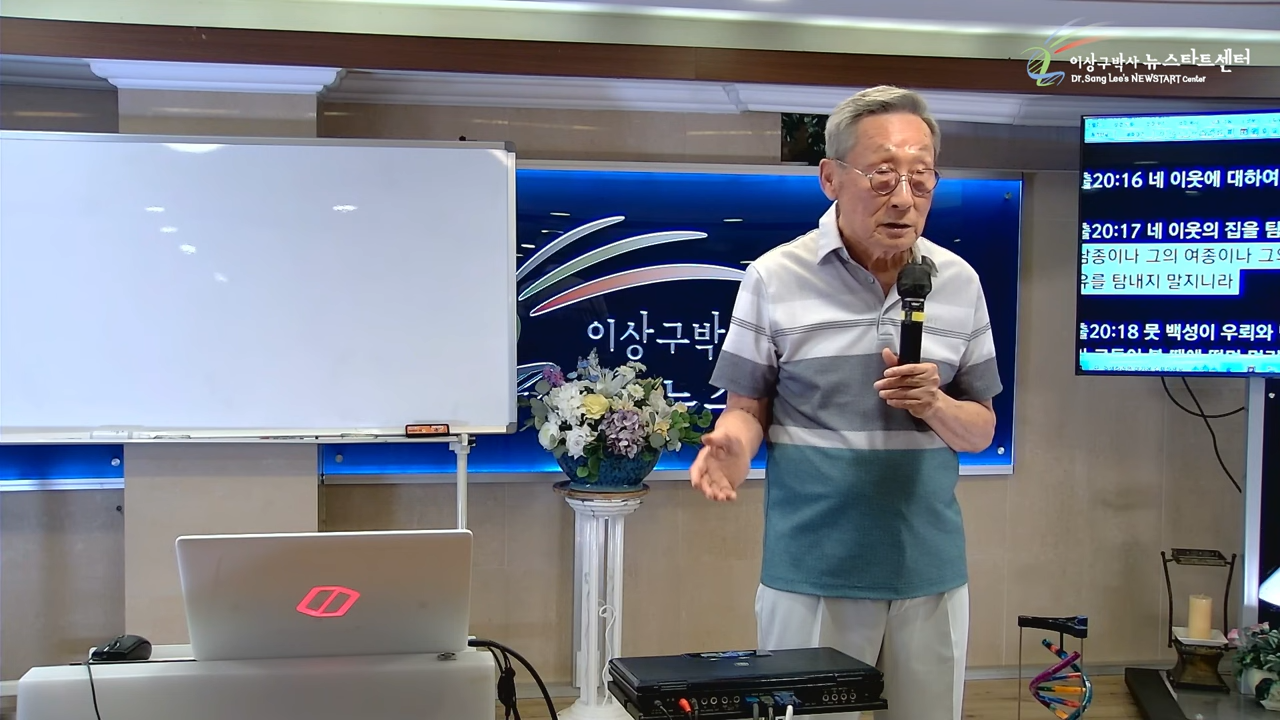 이상구박사 뉴스타트센터
Dr. Sang Lee's NEWSTART Center
출20:16 네 이웃에 대하여
출20:17 네 이웃의 집을 탐
남종이나 그의 여종이나 그의
유를 탐내지 말지니라
출20:18 뭇 백성이 우뢰와
이상구박